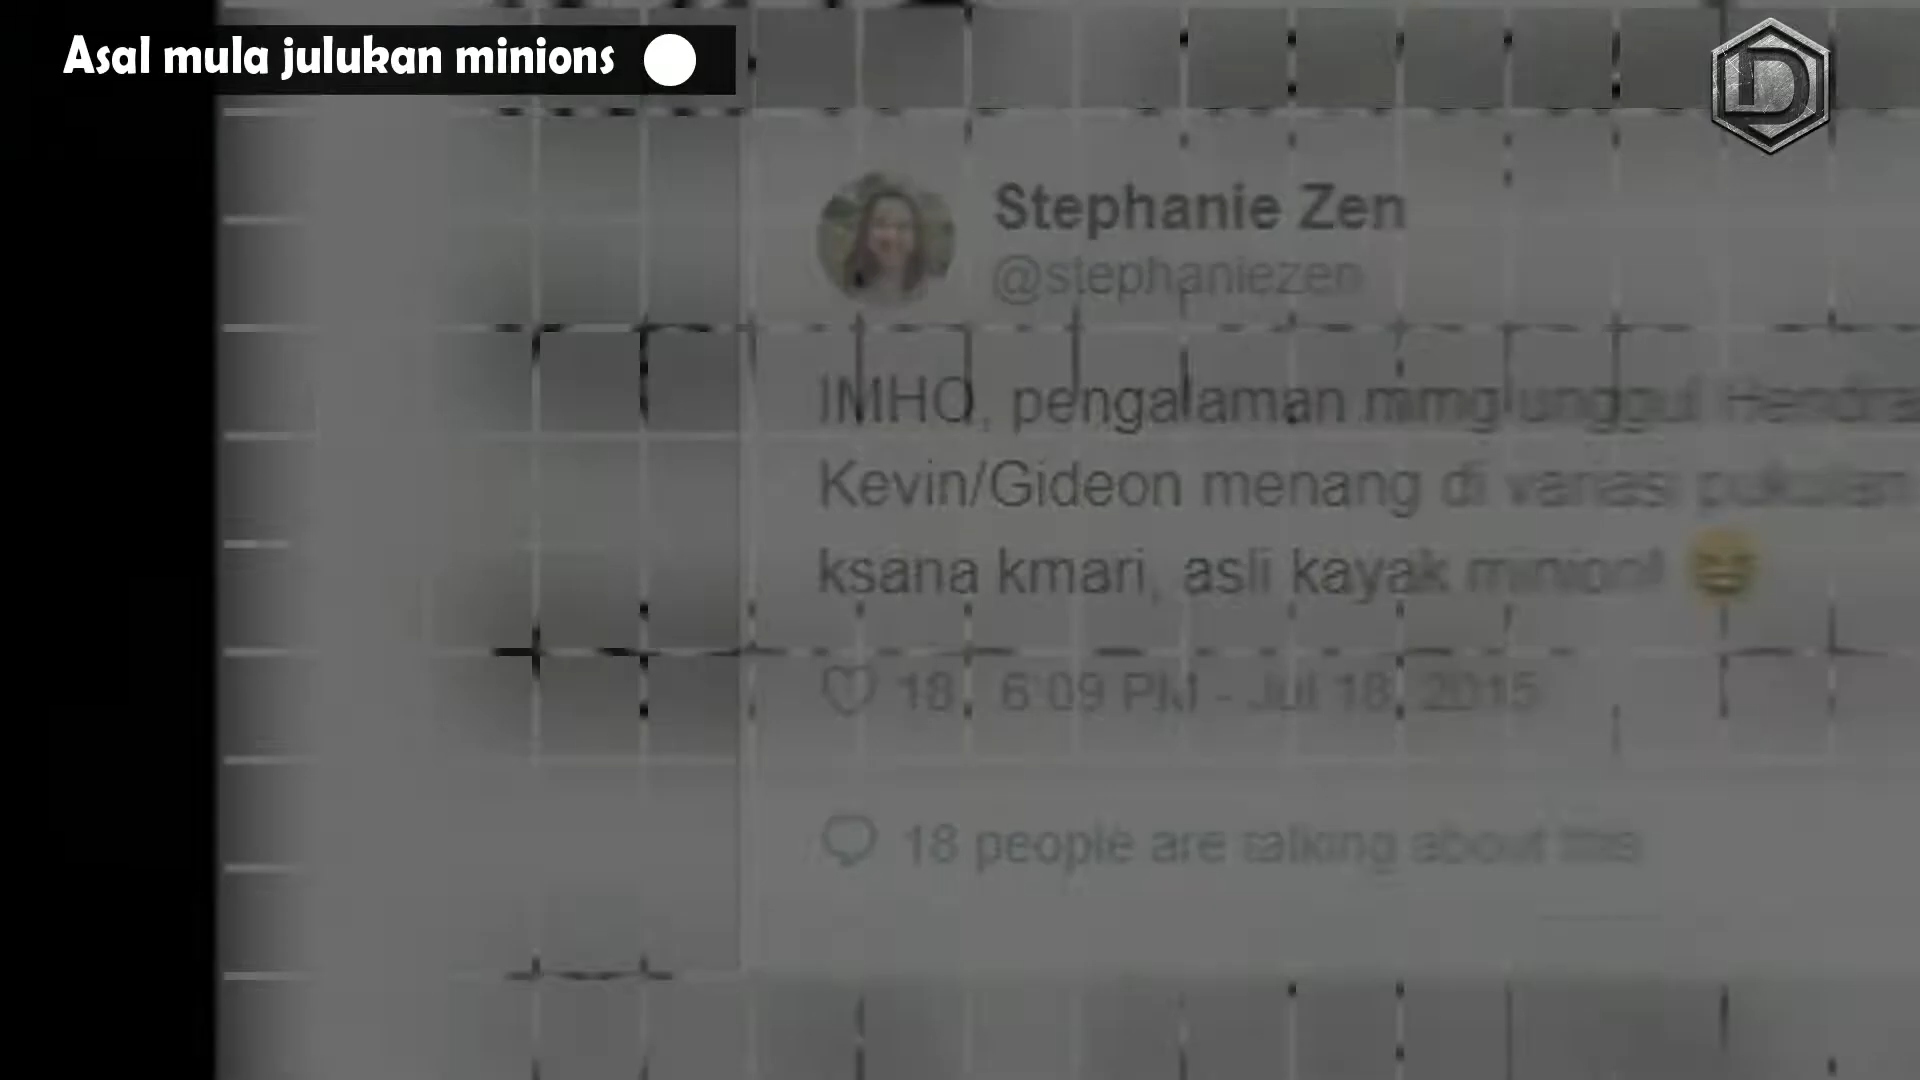 Asal mula julukan minions
Stephanie Zen
@stephaniezen
IMHO, pengalaman mmg unggul Hendra
Kevin/Gideon menang di variasi pukulan
ksana kmari, asli kayak minion!
18 6:09 PM - Jul 18, 2015
18 people are talking about this